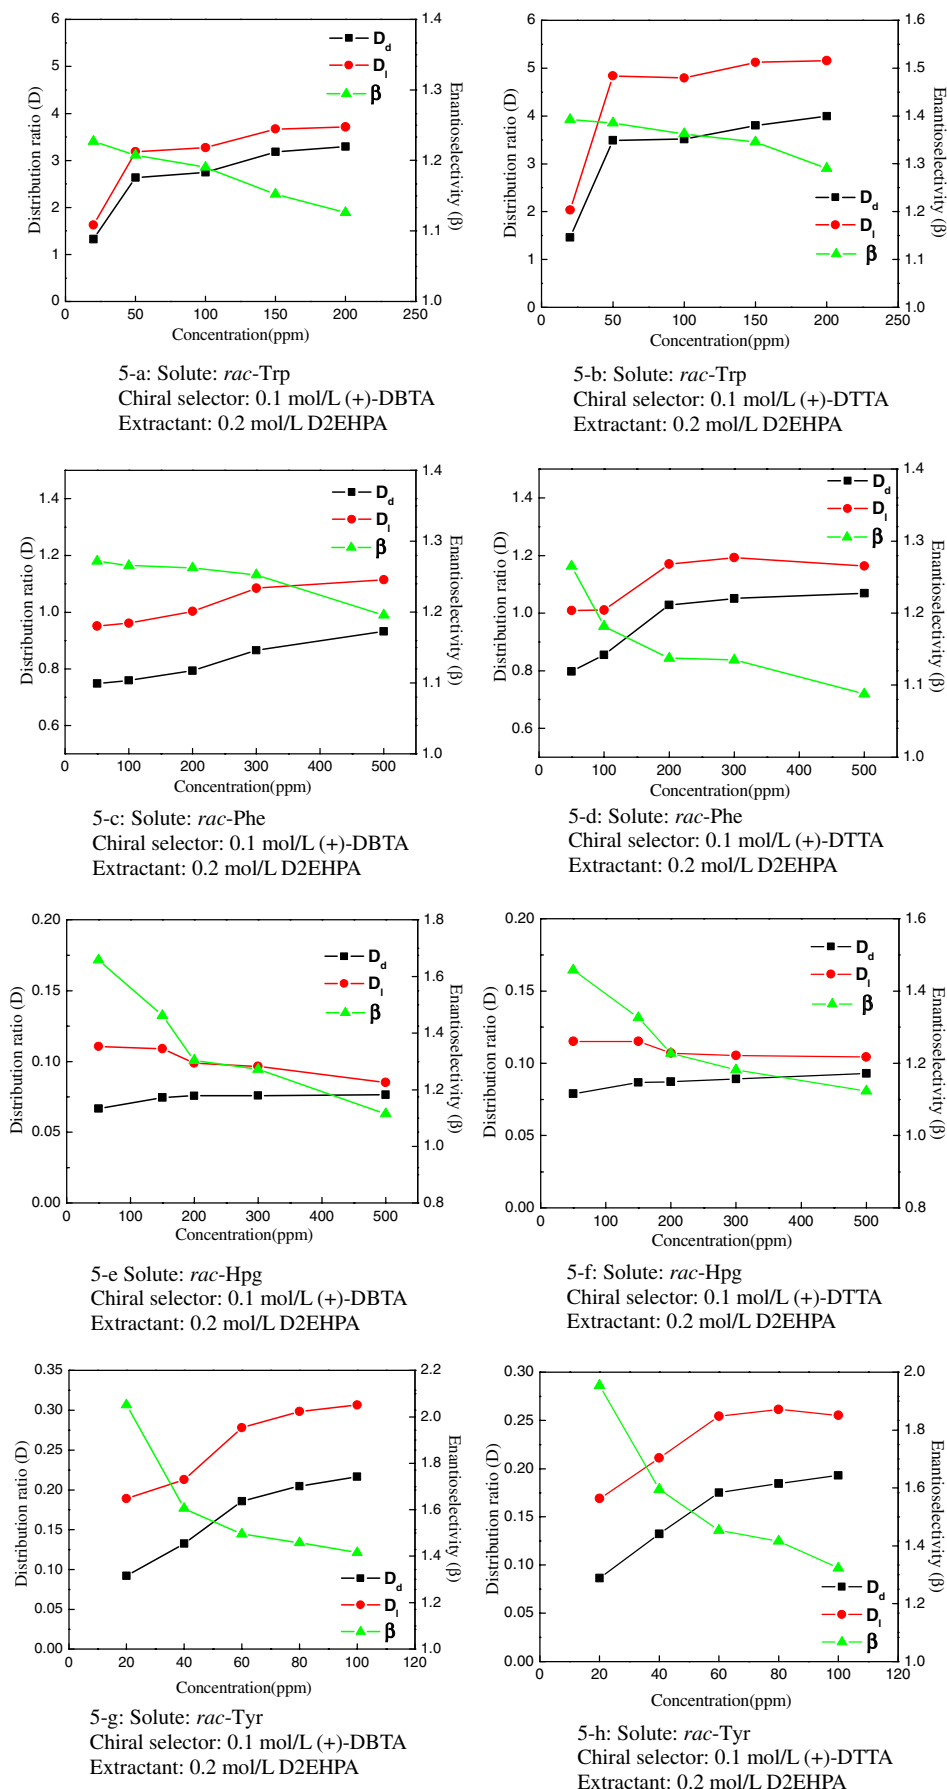 6
5
4
3
2
1
0
Distribution ratio (D)
0 50 100 150 200 250
Concentration(ppm)
1.4
1.3
1.2
1.1
1.0
Enantioselectivity (β)
D_d
D_l
β
5-a: Solute: rac-Trp
Chiral selector: 0.1 mol/L (+)-DBTA
Extractant: 0.2 mol/L D2EHPA
6
5
4
3
2
1
0
Distribution ratio (D)
0 50 100 150 200 250
Concentration(ppm)
1.6
1.5
1.4
1.3
1.2
1.1
1.0
Enantioselectivity (β)
D_d
D_l
β
5-b: Solute: rac-Trp
Chiral selector: 0.1 mol/L (+)-DTTA
Extractant: 0.2 mol/L D2EHPA
1.4
1.2
1.0
0.8
0.6
Distribution ratio (D)
0 100 200 300 400 500
Concentration(ppm)
1.4
1.3
1.2
1.1
1.0
Enantioselectivity (β)
D_d
D_l
β
5-c: Solute: rac-Phe
Chiral selector: 0.1 mol/L (+)-DBTA
Extractant: 0.2 mol/L D2EHPA
1.4
1.2
1.0
0.8
0.6
Distribution ratio (D)
0 100 200 300 400 500
Concentration(ppm)
1.4
1.3
1.2
1.1
1.0
Enantioselectivity (β)
D_d
D_l
β
5-d: Solute: rac-Phe
Chiral selector: 0.1 mol/L (+)-DTTA
Extractant: 0.2 mol/L D2EHPA
0.20
0.15
0.10
0.05
0.00
Distribution ratio (D)
0 100 200 300 400 500
Concentration(ppm)
1.8
1.6
1.4
1.2
1.0
0.8
Enantioselectivity (β)
D_d
D_l
β
5-e Solute: rac-Hpg
Chiral selector: 0.1 mol/L (+)-DBTA
Extractant: 0.2 mol/L D2EHPA
0.20
0.15
0.10
0.05
0.00
Distribution ratio (D)
0 100 200 300 400 500
Concentration(ppm)
1.6
1.4
1.2
1.0
0.8
Enantioselectivity (β)
D_d
D_l
β
5-f: Solute: rac-Hpg
Chiral selector: 0.1 mol/L (+)-DTTA
Extractant: 0.2 mol/L D2EHPA
0.35
0.30
0.25
0.20
0.15
0.10
0.05
0.00
Distribution ratio (D)
0 20 40 60 80 100 120
Concentration(ppm)
2.2
2.0
1.8
1.6
1.4
1.2
1.0
Enantioselectivity (β)
D_d
D_l
β
5-g: Solute: rac-Tyr
Chiral selector: 0.1 mol/L (+)-DBTA
Extractant: 0.2 mol/L D2EHPA
0.30
0.25
0.20
0.15
0.10
0.05
0.00
Distribution ratio (D)
0 20 40 60 80 100 120
Concentration(ppm)
2.0
1.8
1.6
1.4
1.2
1.0
Enantioselectivity (β)
D_d
D_l
β
5-h: Solute: rac-Tyr
Chiral selector: 0.1 mol/L (+)-DTTA
Extractant: 0.2 mol/L D2EHPA